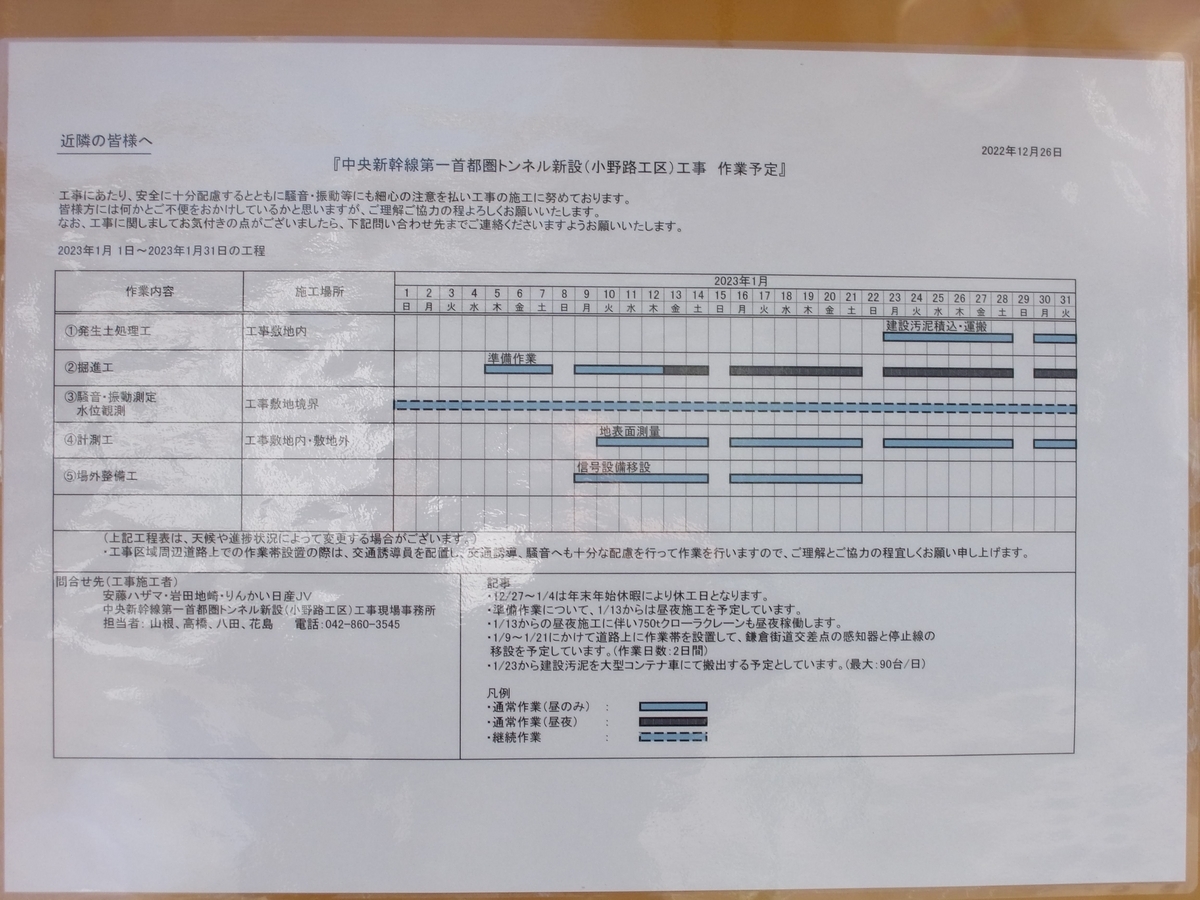 近隣の皆様へ
2022年12月26日
『中央新幹線第一首都圏トンネル新設(小野路工区)工事 作業予定』
工事にあたり、安全に十分配慮するとともに騒音・振動等にも細心の注意を払い工事の施工に努めております。
皆様方には何かとご不便をおかけしているかと思いますが、ご理解ご協力の程よろしくお願いいたします。
なお、工事に関しましてお気付きの点がございましたら、下記問い合わせ先までご連絡くださいますようお願いいたします。
2023年1月 1日~2023年1月31日の工程
作業内容 施工場所 2023年1月
1 2 3 4 5 6 7 8 9 10 11 12 13 14 15 16 17 18 19 20 21 22 23 24 25 26 27 28 29 30 31
日 月 火 水 木 金 土 日 月 火 水 木 金 土 日 月 火 水 木 金 土 日 月 火 水 木 金 土 日 月 火
①発生土処理工 工事敷地内 建設汚泥積込・運搬
②掘進工 準備作業
③騒音・振動測定
水位観測 工事敷地境界
④計測工 工事敷地内・敷地外 地表面測量
⑤場外整備工 信号設備移設
(上記工程表は、天候や進捗状況によって変更する場合がございます。)
・工事区域周辺道路上での作業帯設置の際は、交通誘導員を配置し、交通誘導、騒音へも十分な配慮を行って作業を行いますので、ご理解とご協力の程宜しくお願い申し上げます。
問合せ先(工事施工者)
安藤ハザマ・岩田地崎・りんかい日産JV
中央新幹線第一首都圏トンネル新設(小野路工区)工事現場事務所
担当者: 山根、高橋、八田、花島 電話:042-860-3545
記事
・12/27~1/4は年末年始休暇により休工日となります。
・準備作業について、1/13からは昼夜施工を予定しています。
・1/13からの昼夜施工に伴い750tクローラクレーンも昼夜稼働します。
・1/9~1/21にかけて道路上に作業帯を設置して、鎌倉街道交差点の感知器と停止線の
移設を予定しています。(作業日数:2日間)
・1/23から建設汚泥を大型コンテナ車にて搬出する予定としています。(最大:90台/日)
凡例
・通常作業(昼のみ) :
・通常作業(昼夜) :
・継続作業 :